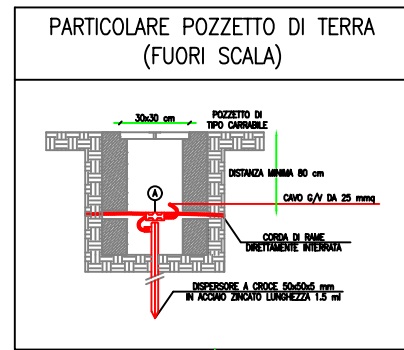 PARTICOLARE POZZETTO DI TERRA
(FUORI SCALA)
30x30 cm
POZZETTO DI
TIPO CARRABILE
DISTANZA MINIMA 80 cm
A
CAVO G/V DA 25 mmq
CORDA DI RAME
DIRETTAMENTE INTERRATA
DISPERSORE A CROCE 50x50x5 mm
IN ACCIAIO ZINCATO LUNGHEZZA 1.5 ml